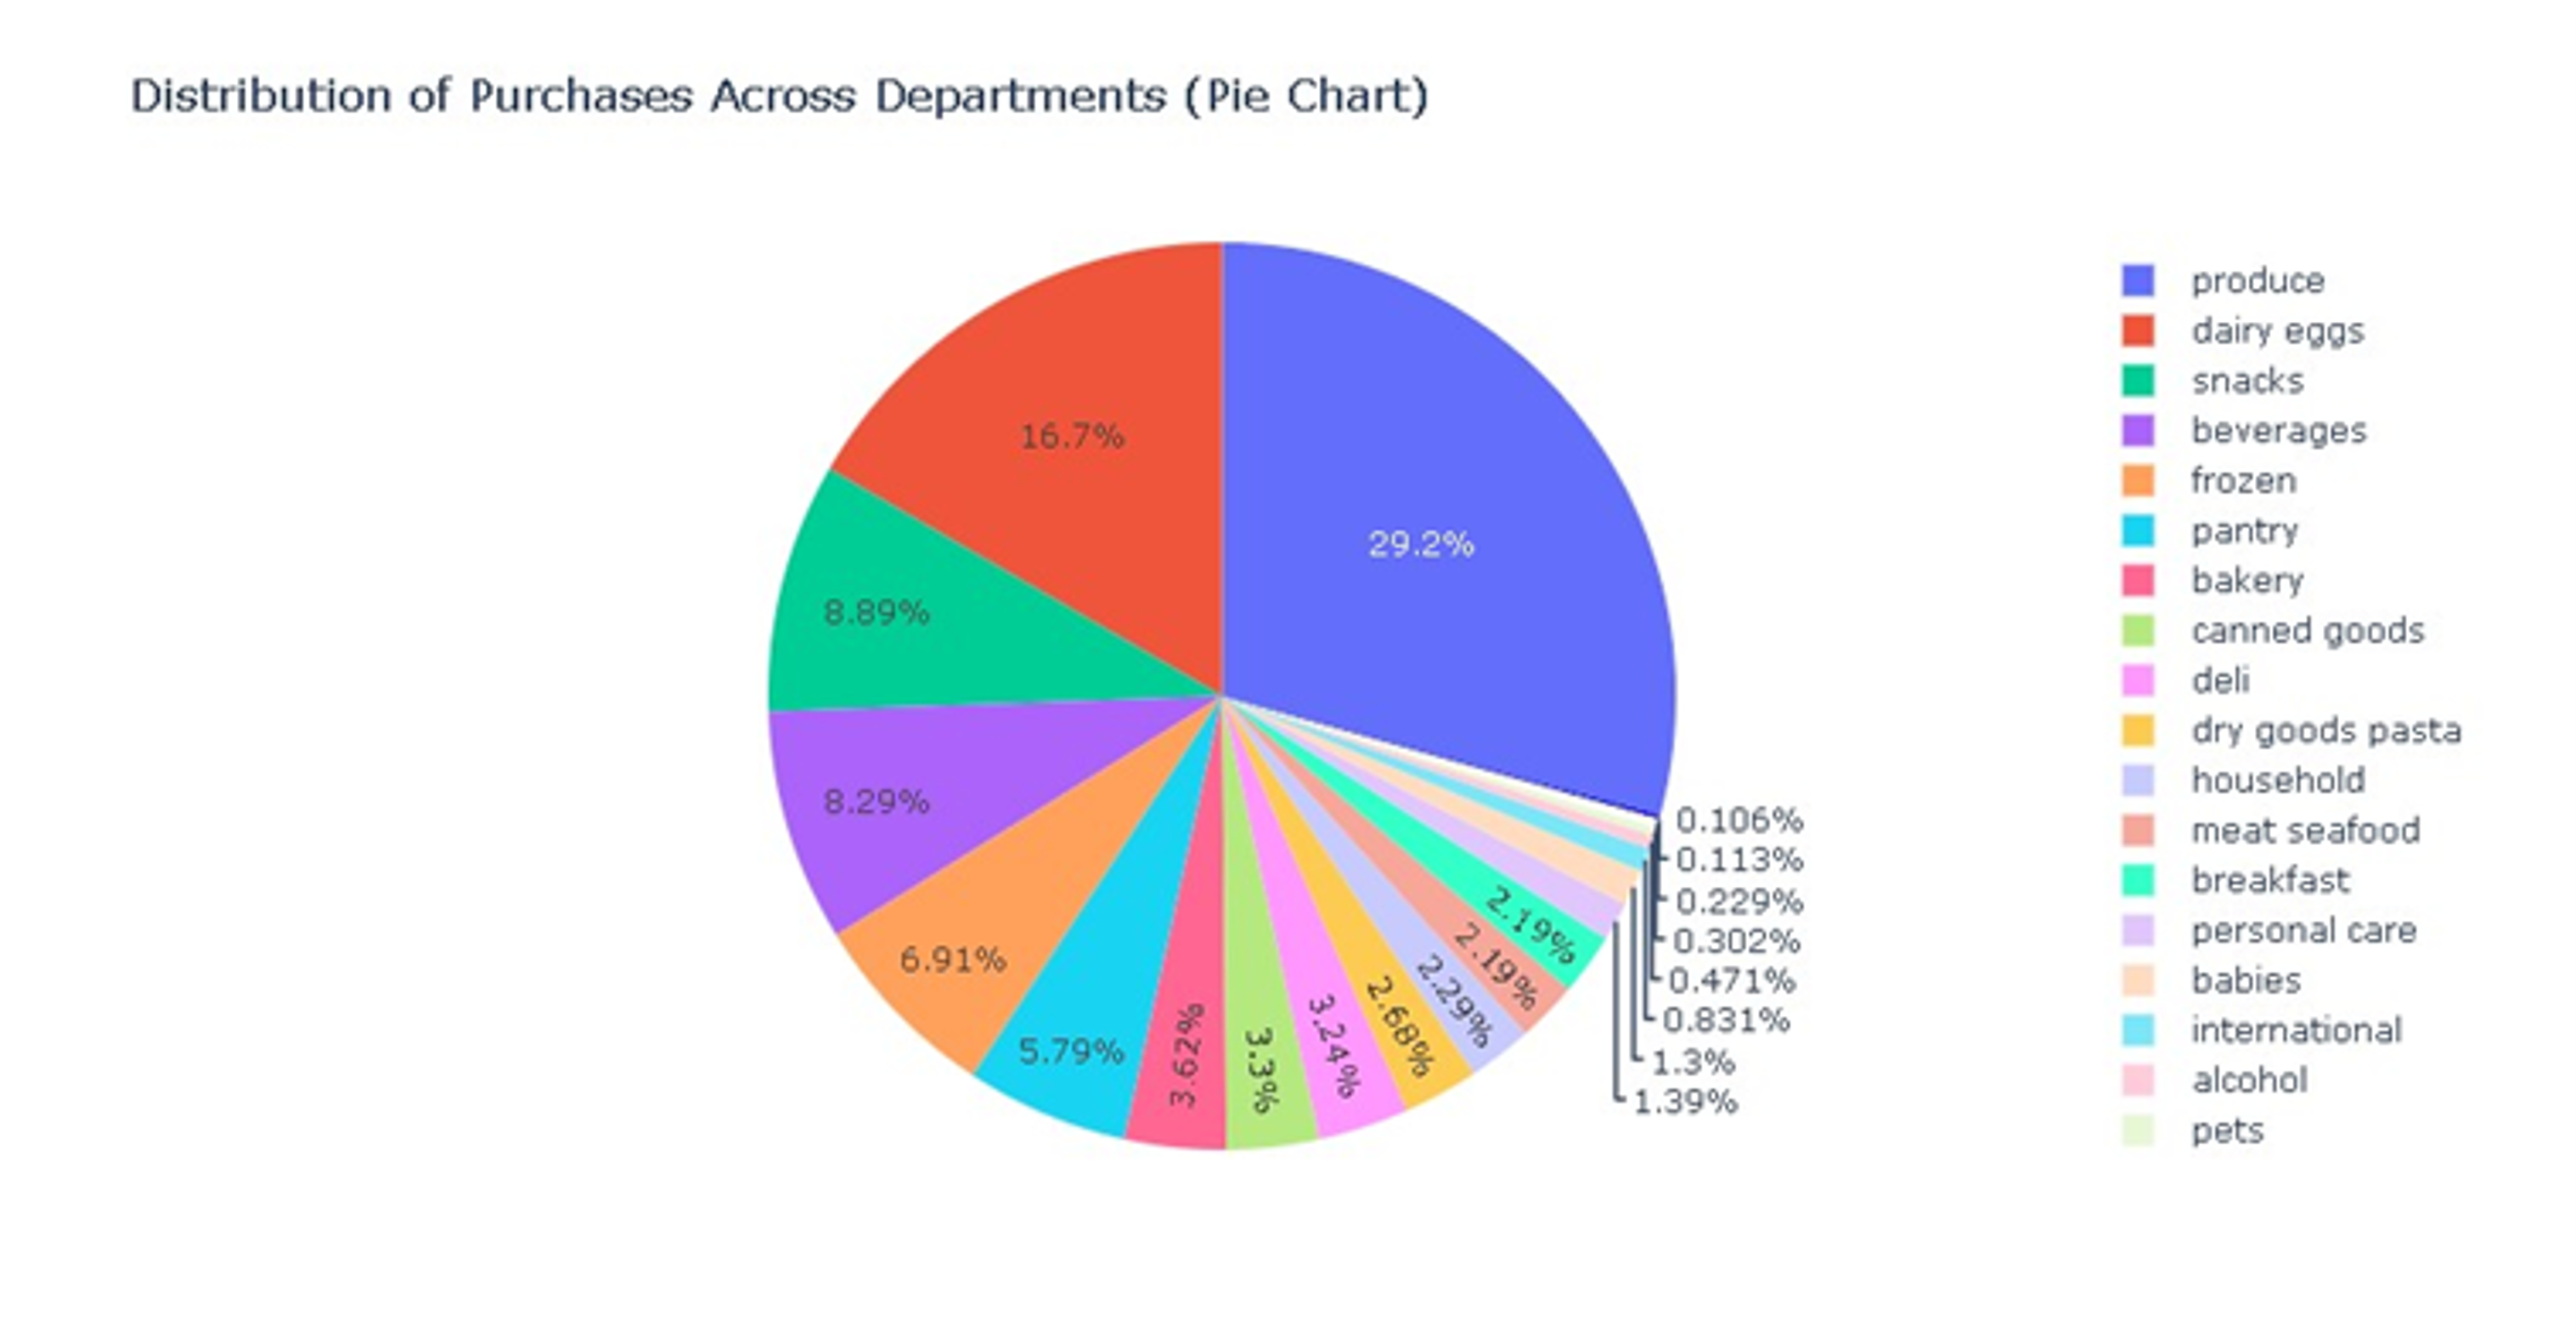 Distribution of Purchases Across Departments (Pie Chart)
29.2%
16.7%
8.89%
8.29%
6.91%
5.79%
3.62%
3.3%
3.24%
2.68%
2.29%
2.19%
2.19%
0.106%
0.113%
0.229%
0.302%
0.471%
0.831%
1.3%
1.39%
produce
dairy eggs
snacks
beverages
frozen
pantry
bakery
canned goods
deli
dry goods pasta
household
meat seafood
breakfast
personal care
babies
international
alcohol
pets